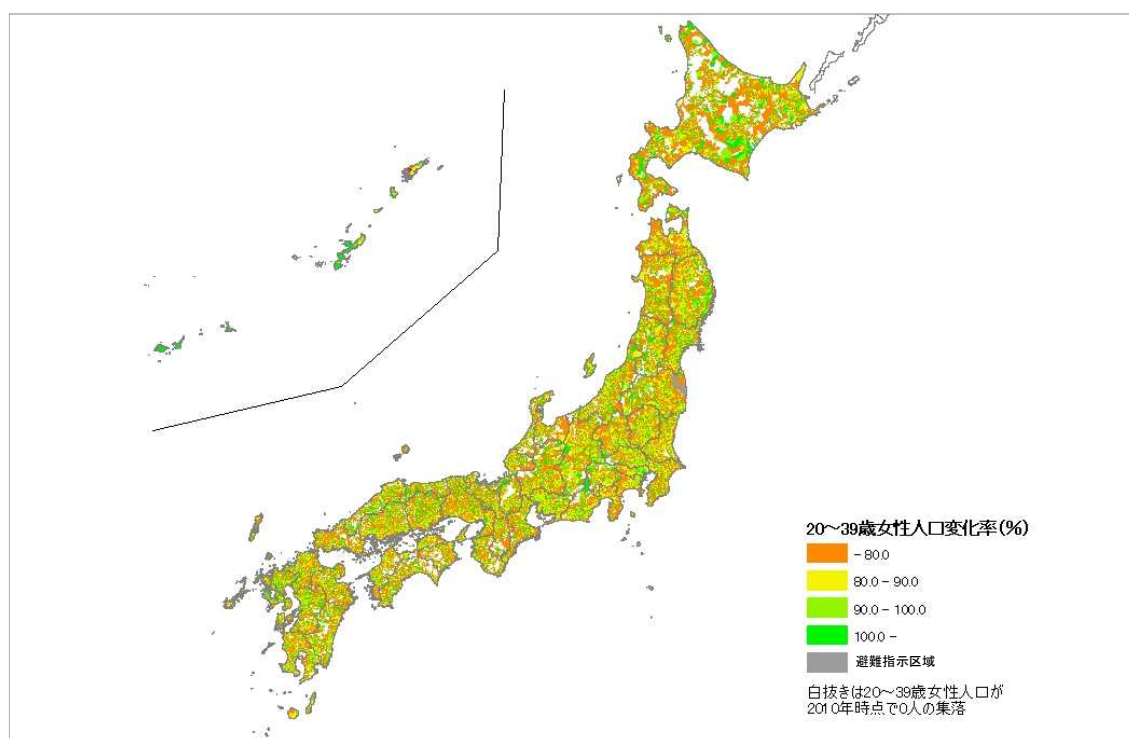 20～39歳女性人口変化率(%)
- 80.0
80.0 - 90.0
90.0 - 100.0
100.0 -
避難指示区域
白抜きは20～39歳女性人口が
2010年時点で0人の集落